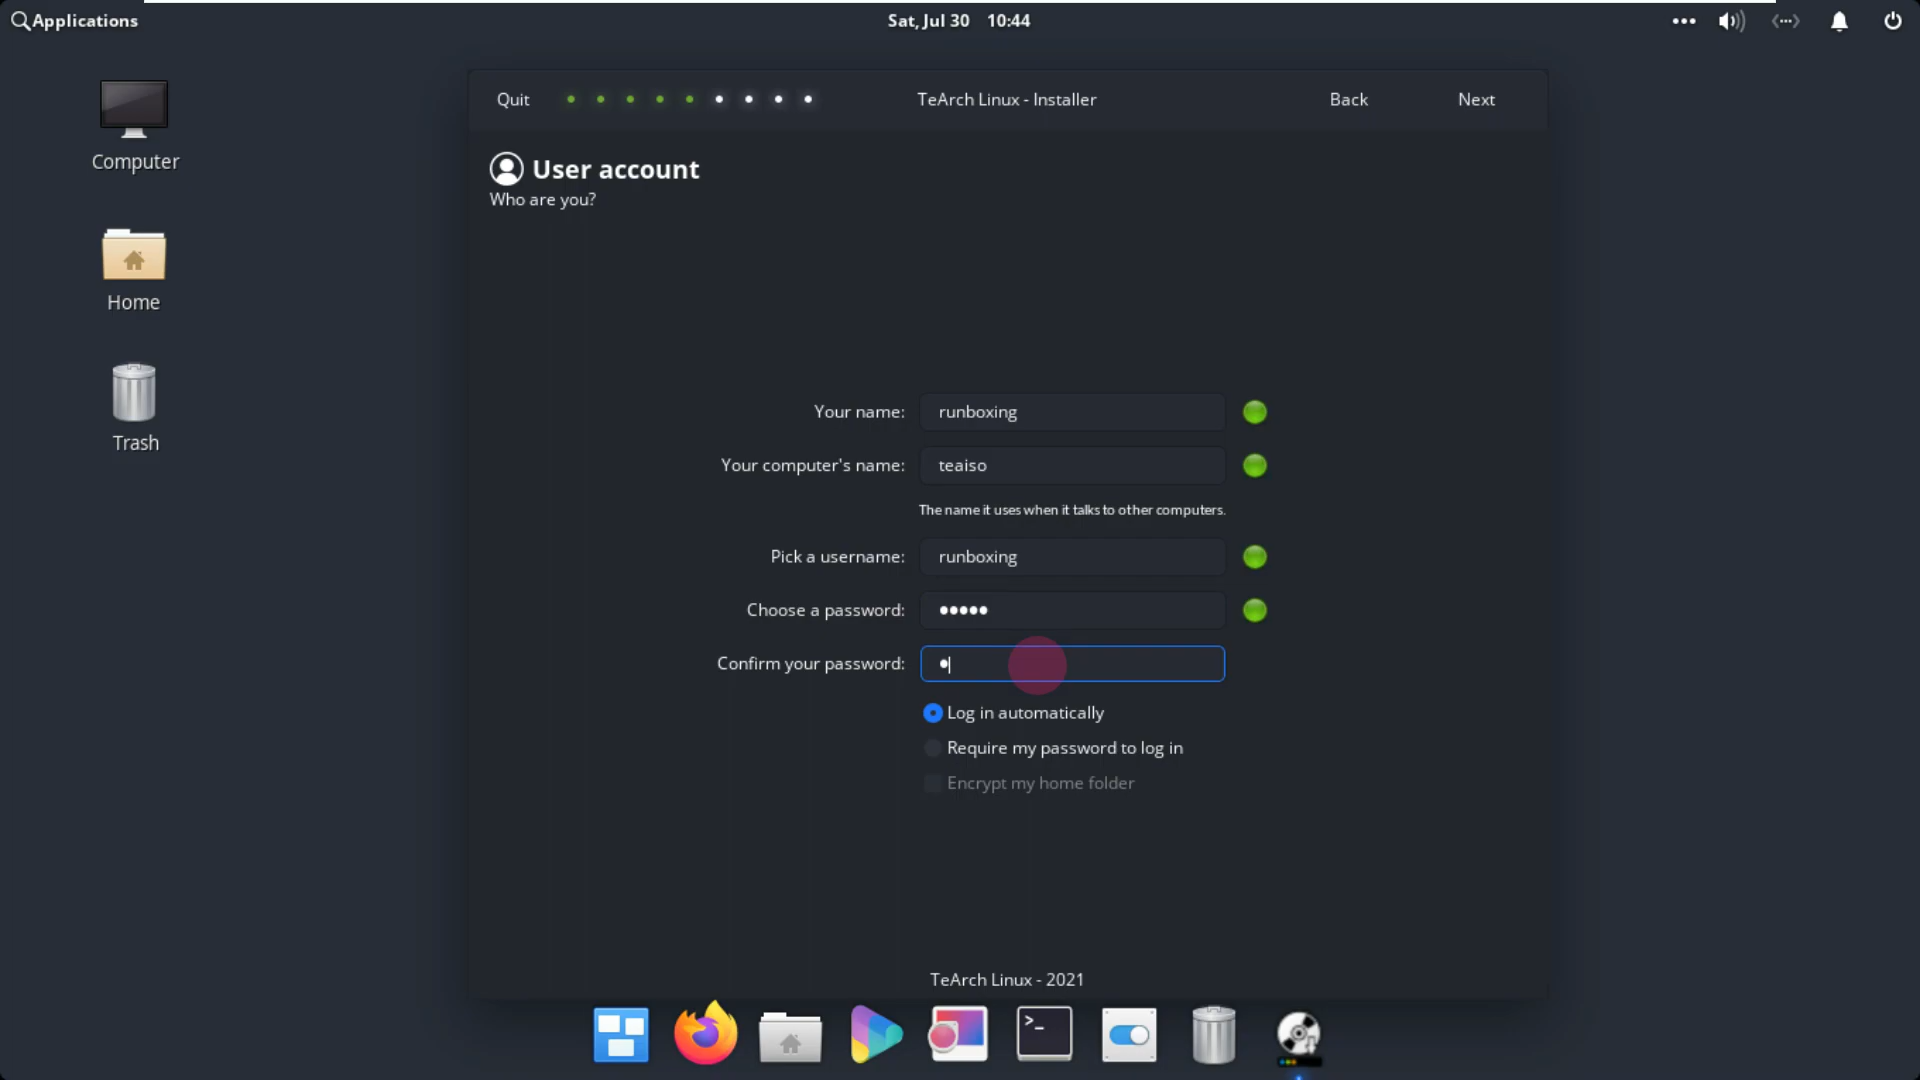 Applications
Sat, Jul 30 10:44
Computer
Home
Trash
Quit
TeArch Linux - Installer
Back
Next
User account
Who are you?
Your name: runboxing
Your computer's name: teaiso
The name it uses when it talks to other computers.
Pick a username: runboxing
Choose a password: •••••
Confirm your password: •
Log in automatically
Require my password to log in
Encrypt my home folder
TeArch Linux - 2021
>_